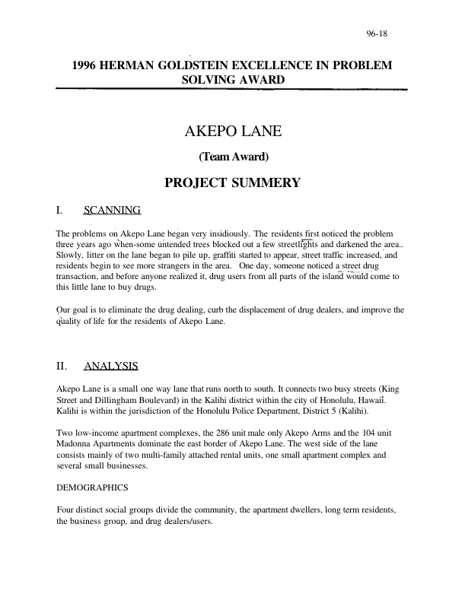 96-18
1996 HERMAN GOLDSTEIN EXCELLENCE IN PROBLEM
SOLVING AWARD
AKEPO LANE
(Team Award)
PROJECT SUMMERY
I. SCANNING
The problems on Akepo Lane began very insidiously. The residents first noticed the problem
three years ago when-some untended trees blocked out a few streetlights and darkened the area..
Slowly, litter on the lane began to pile up, graffiti started to appear, street traffic increased, and
residents begin to see more strangers in the area. One day, someone noticed a street drug
transaction, and before anyone realized it, drug users from all parts of the island would come to
this little lane to buy drugs.
Our goal is to eliminate the drug dealing, curb the displacement of drug dealers, and improve the
quality of life for the residents of Akepo Lane.
II. ANALYSIS
Akepo Lane is a small one way lane that runs north to south. It connects two busy streets (King
Street and Dillingham Boulevard) in the Kalihi district within the city of Honolulu, Hawaii.
Kalihi is within the jurisdiction of the Honolulu Police Department, District 5 (Kalihi).
Two low-income apartment complexes, the 286 unit male only Akepo Arms and the 104 unit
Madonna Apartments dominate the east border of Akepo Lane. The west side of the lane
consists mainly of two multi-family attached rental units, one small apartment complex and
several small businesses.
DEMOGRAPHICS
Four distinct social groups divide the community, the apartment dwellers, long term residents,
the business group, and drug dealers/users.